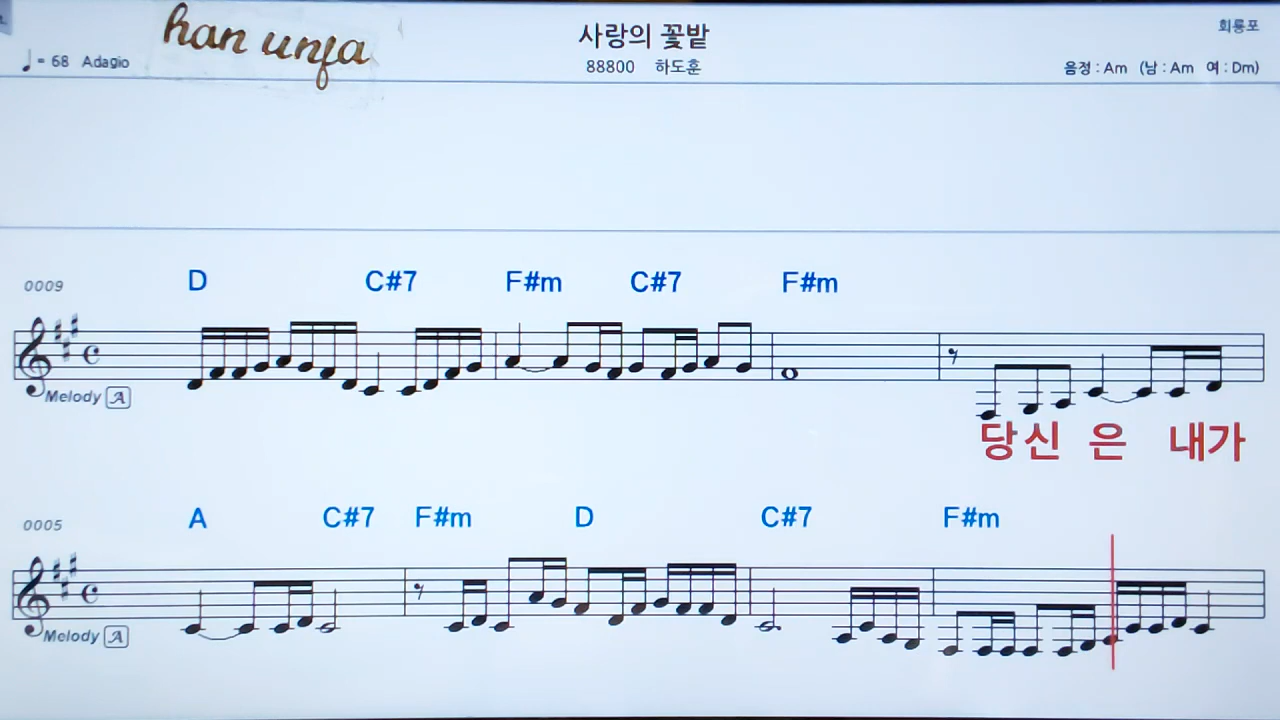 han unfa
사랑의 꽃밭
회룡포
♩= 68 Adagio
88800 하도훈
음정 : Am (남 : Am 여 : Dm)
0009
D C#7 F#m C#7 F#m
Melody A
당신 은 내가
0005
A C#7 F#m D C#7 F#m
Melody A